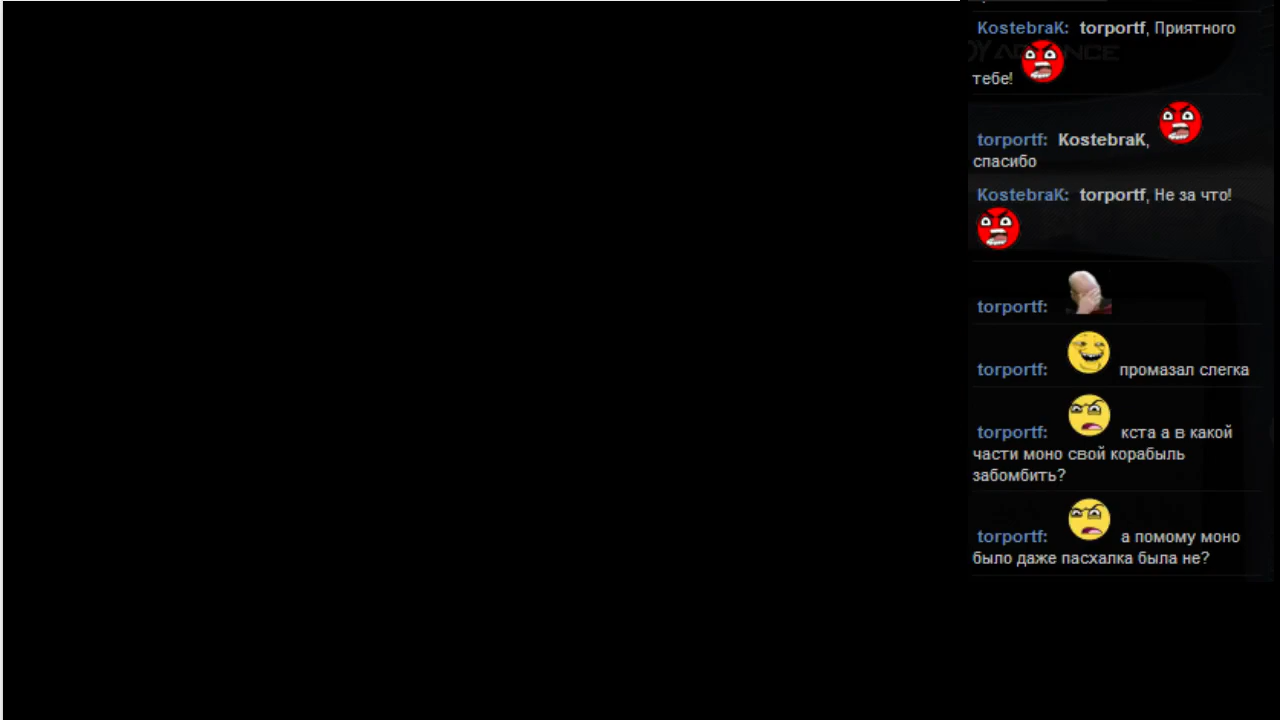 KostebraK: torportf, Приятного
тебе!
torportf: KostebraK,
спасибо
KostebraK: torportf, Не за что!
torportf:
torportf: промазал слегка
torportf: кста а в какой
части моно свой корабыль
забомбить?
torportf: а помому моно
было даже пасхалка была не?